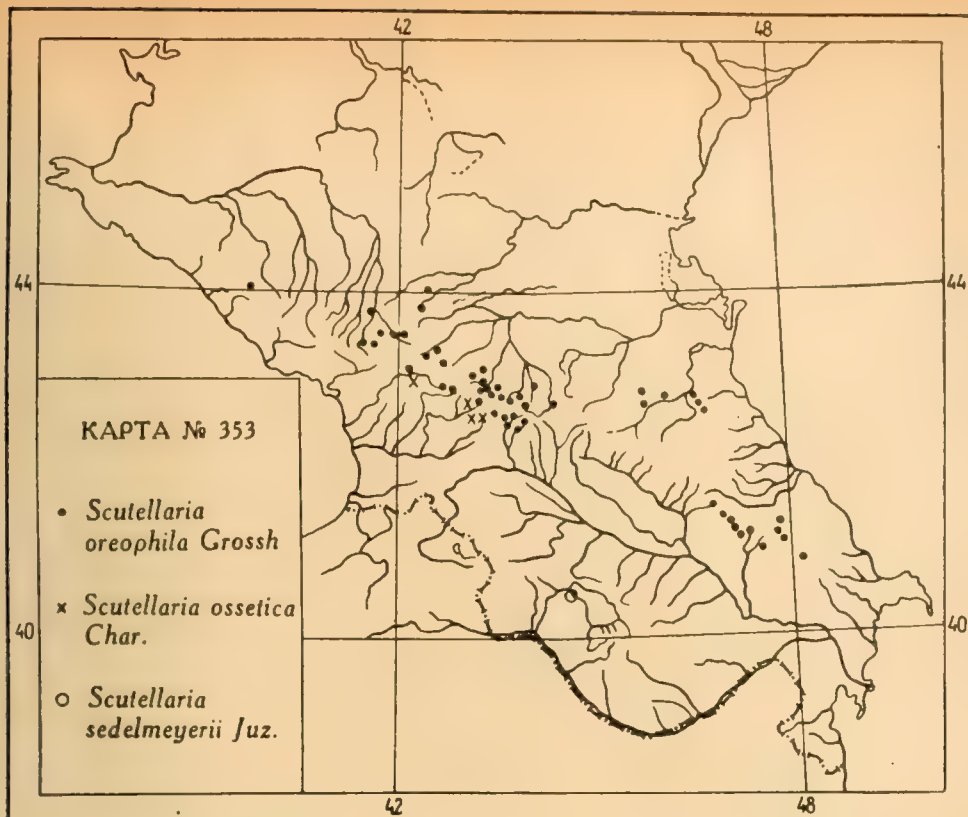 42 48
44 44
КАРТА № 353
• Scutellaria
oreophila Grossh
× Scutellaria ossetica
Char.
40 40
○ Scutellaria
sedelmeyerii Juz.
42 48